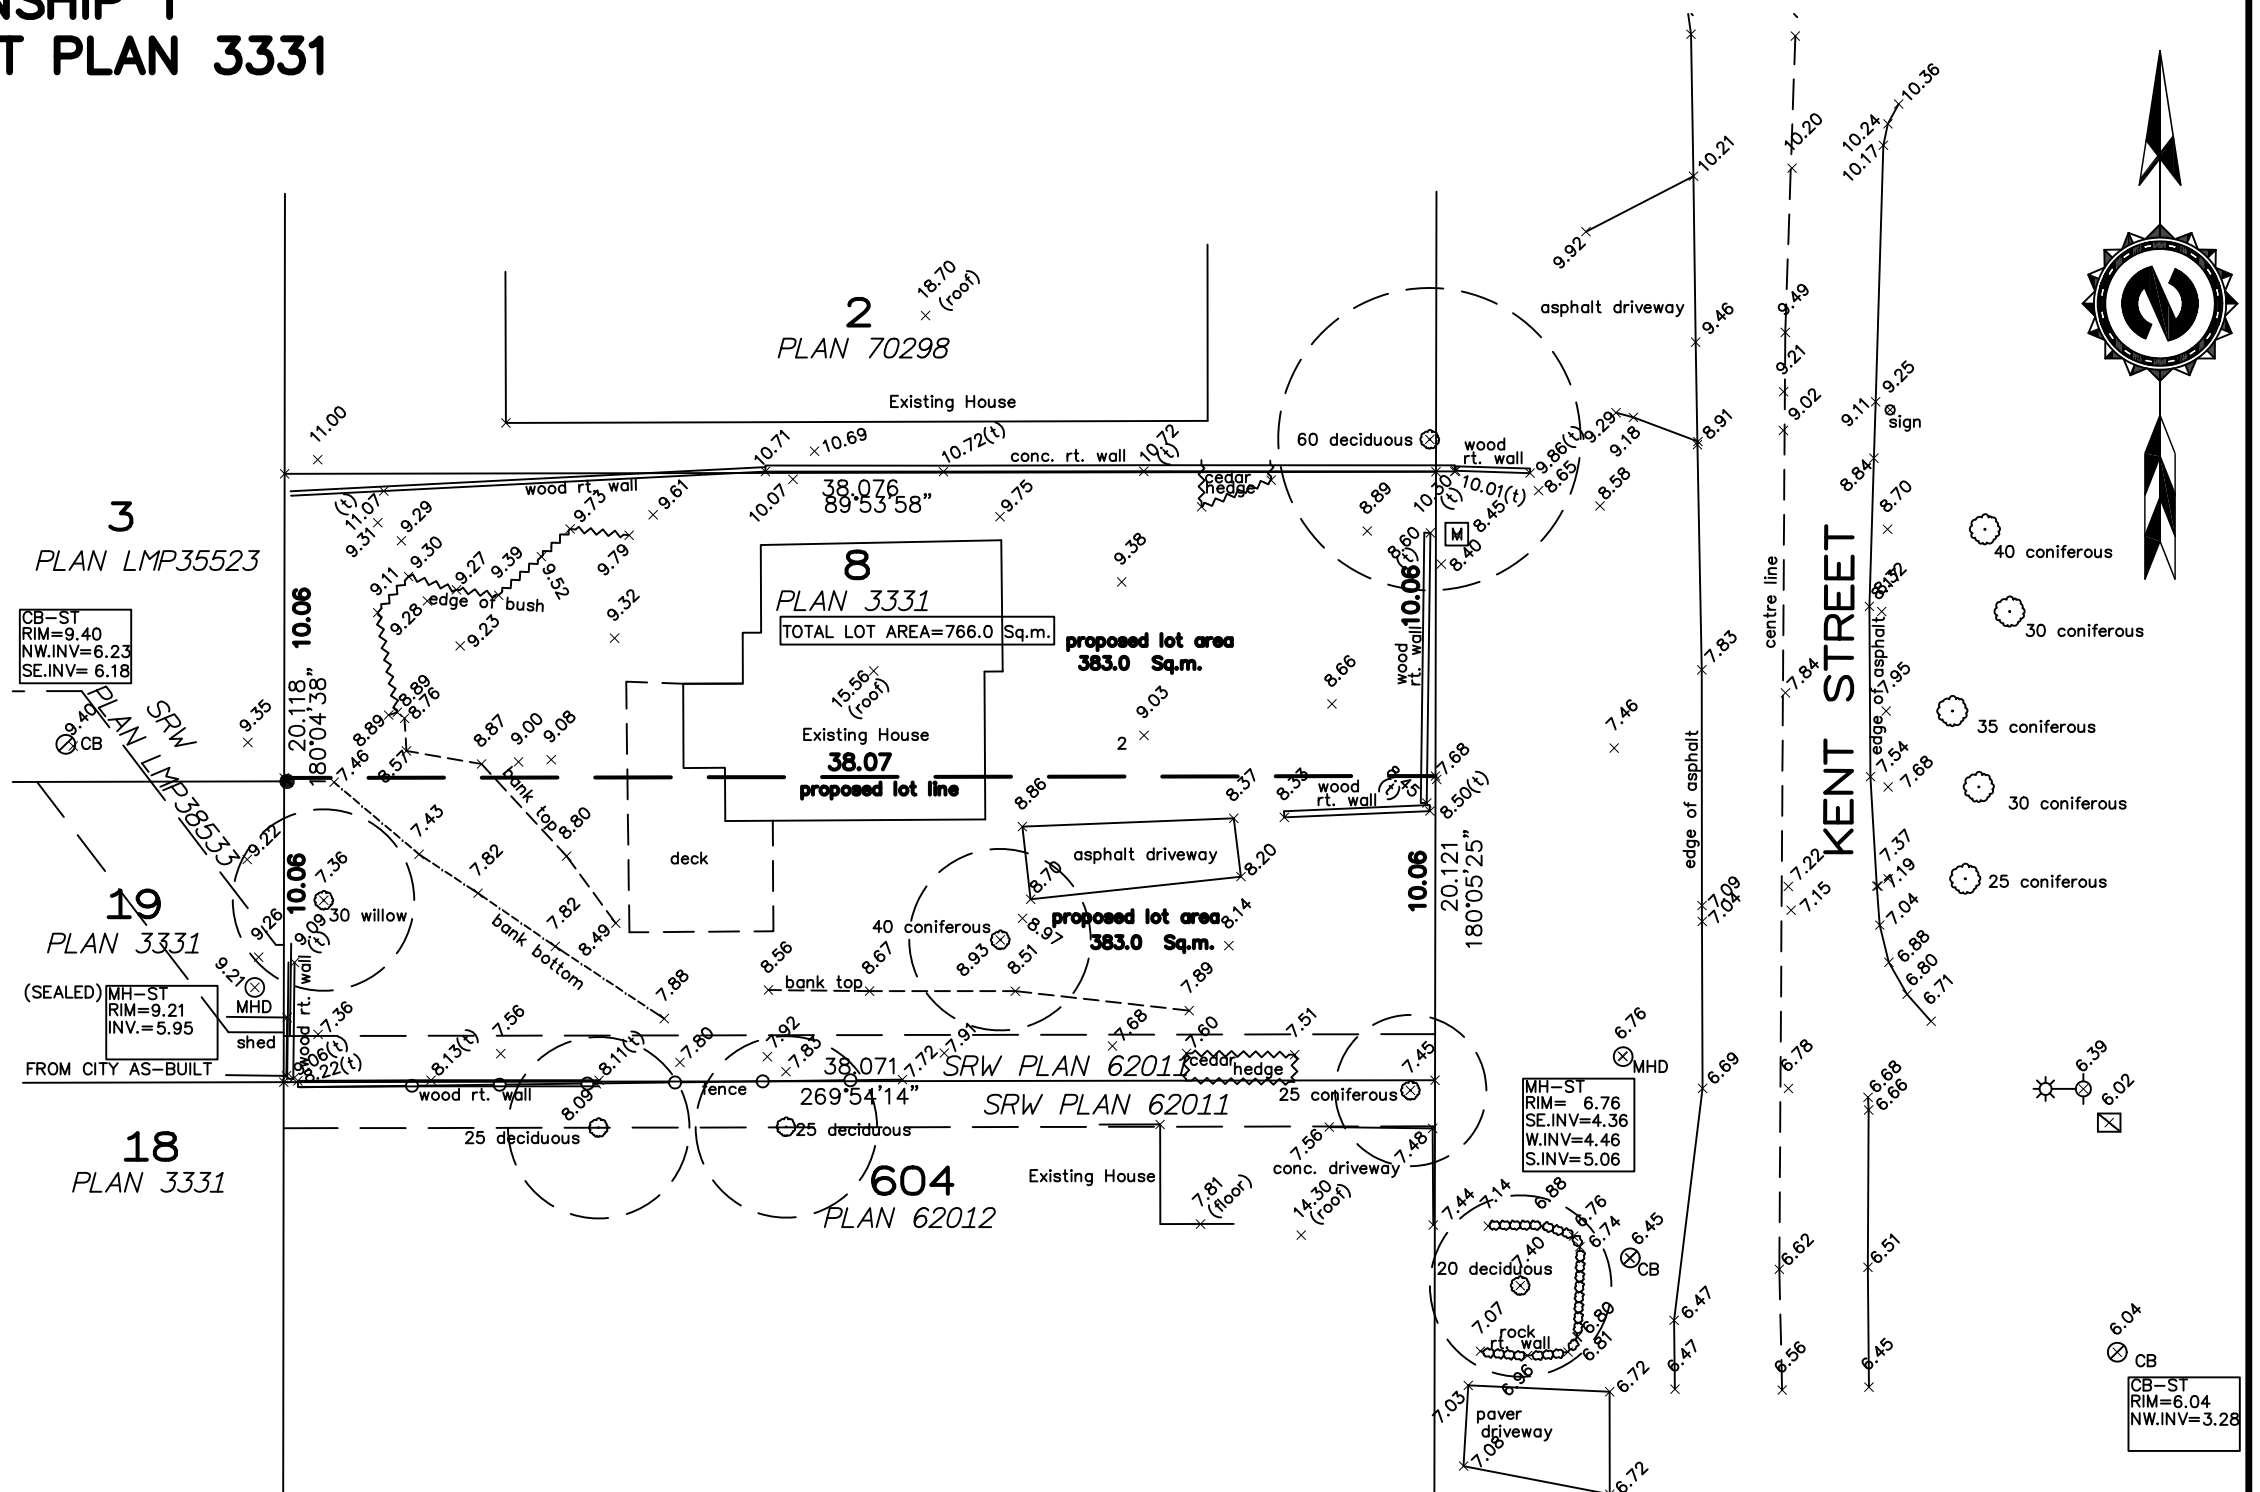 NSHIP 1
T PLAN 3331
10.36
10.24
10.17
10.20
10.21
9.92
asphalt driveway
9.46
9.49
9.21
9.02
9.25
9.11
sign
18.70
(roof)
2
PLAN 70298
Existing House
11.00
10.71
10.69
10.72(t)
conc. rt. wall
10.72
(t)
60 deciduous
wood
rt. wall
9.86(t)
9.29
9.18
8.91
8.65
8.58
8.84
8.70
(t)
11.07
wood rt. wall
9.73
9.61
10.07
38.076
89°53'58"
9.75
cedar
hedge
8.89
10.30
(t)
10.01(t)
8.45(t)
M
8.40
8.60
(t)
3
PLAN LMP35523
9.31
9.29
9.30
9.11
9.27
9.39
9.52
9.79
edge of bush
9.28
9.23
9.32
8
PLAN 3331
TOTAL LOT AREA=766.0 Sq.m.
9.38
proposed lot area
383.0 Sq.m.
10.06
10.06
wood
rt. wall
CB-ST
RIM=9.40
NW.INV=6.23
SE.INV= 6.18
SRW
PLAN LMP38533
9.40
CB
9.35
20.118
180°04'38"
8.89
8.89
8.76
8.57
7.46
8.87
9.00
9.08
15.56
(roof)
Existing House
38.07
proposed lot line
9.03
2
8.66
7.46
7.83
7.84
centre line
KENT STREET
edge of asphalt
edge of asphalt
7.95
7.54
7.68
40 coniferous
30 coniferous
35 coniferous
30 coniferous
25 coniferous
7.68
8.45
(t)
8.50(t)
wood
rt. wall
8.33
8.37
8.86
asphalt driveway
8.20
8.70
bank top
8.80
7.43
7.82
7.82
bank bottom
8.49
7.88
deck
9.22
10.06
7.36
30 willow
19
PLAN 3331
9.26
9.09
(t)
9.21
MHD
(SEALED)
MH-ST
RIM=9.21
INV.=5.95
shed
wood rt. wall
FROM CITY AS-BUILT
7.36
8.22(t)
8.13(t)
7.56
8.11(t)
7.80
7.92
7.83
7.72
7.91
8.56
bank top
8.67
8.93
8.51
40 coniferous
8.97
proposed lot area
383.0 Sq.m.
8.14
7.89
7.68
7.60
7.51
10.06
20.121
180°05'25"
7.22
7.15
7.37
7.19
7.09
7.04
7.04
6.88
6.80
6.71
38.071
269°54'14"
SRW PLAN 62011
SRW PLAN 62011
cedar
hedge
7.45
25 coniferous
wood rt. wall
fence
8.09
25 deciduous
25 deciduous
18
PLAN 3331
604
PLAN 62012
Existing House
7.56
conc. driveway
7.48
7.81
(floor)
14.30
(roof)
7.44
7.14
6.88
6.76
6.74
6.76
MHD
MH-ST
RIM= 6.76
SE.INV=4.36
W.INV=4.46
S.INV=5.06
6.69
6.78
6.68
6.66
6.39
6.02
6.45
CB
7.40
20 deciduous
7.07
rock
rt. wall
6.80
6.81
6.96
6.47
6.47
6.62
6.56
6.51
6.45
6.04
CB
CB-ST
RIM=6.04
NW.INV=3.28
7.03
6.72
paver
driveway
7.08
6.72